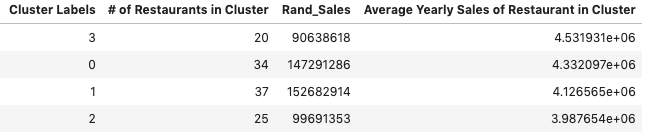 Cluster Labels # of Restaurants in Cluster Rand_Sales Average Yearly Sales of Restaurant in Cluster
3 20 90638618 4.531931e+06
0 34 147291286 4.332097e+06
1 37 152682914 4.126565e+06
2 25 99691353 3.987654e+06